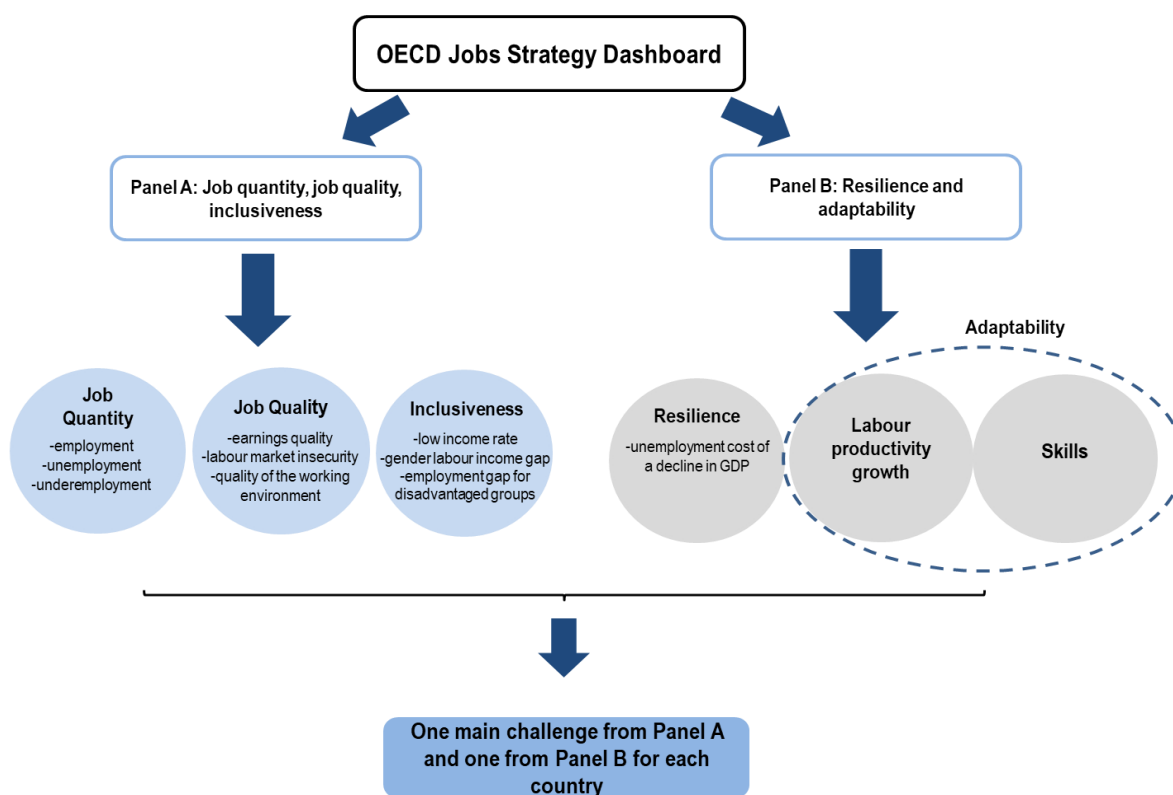 OECD Jobs Strategy Dashboard
Panel A: Job quantity, job quality,
inclusiveness
Panel B: Resilience and
adaptability
Adaptability
Job
Quantity
-employment
-unemployment
-underemployment
Job Quality
-earnings quality
-labour market insecurity
-quality of the working
environment
Inclusiveness
-low income rate
-gender labour income gap
-employment gap for
disadvantaged groups
Resilience
-unemployment cost of
a decline in GDP
Labour
productivity
growth
Skills
One main challenge from Panel A
and one from Panel B for each
country